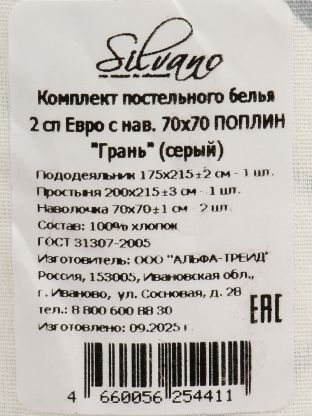 Silvano
Комплект постельного белья
2 сп Евро с нав. 70х70 ПОПЛИН
"Грань" (серый)
Пододеяльник 175х215±2 см - 1 шт.
Простыня 200х215±3 см - 1 шт.
Наволочка 70х70±1 см - 2 шт.
Состав: 100% хлопок
ГОСТ 31307-2005
Изготовитель: ООО "АЛЬФА-ТРЕЙД"
Россия, 153005, Ивановская обл.,
г. Иваново, ул. Сосновая, д. 28
тел.: 8 800 600 88 30
Изготовлено: 09.2025 г.
EAC
4 660056 254411